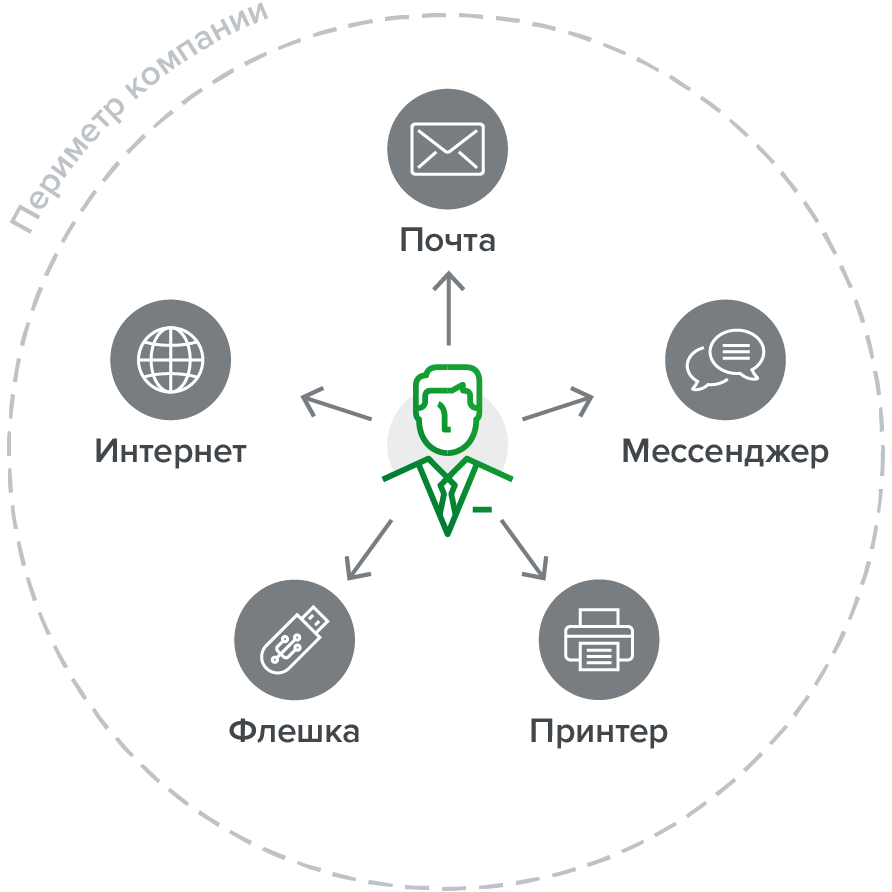 Периметр компании
Почта
Интернет
Мессенджер
Флешка
Принтер